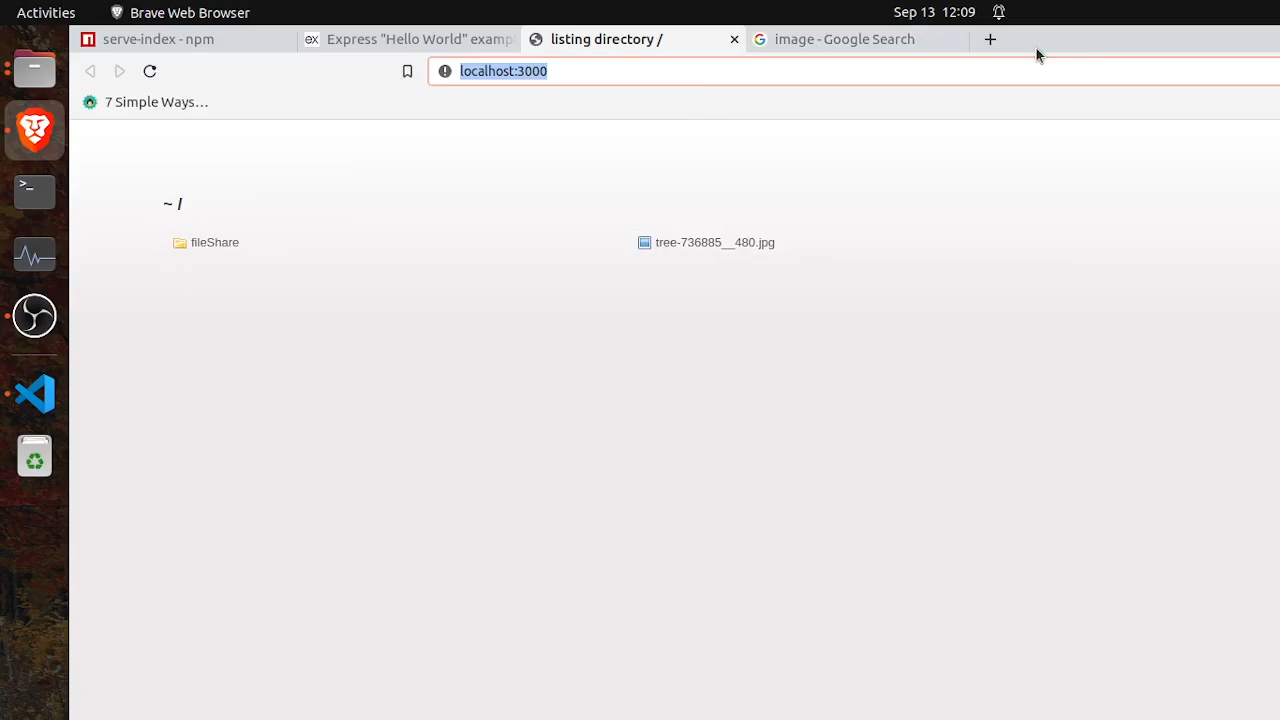 Activities Brave Web Browser Sep 13 12:09
serve-index - npm Express "Hello World" examp listing directory / image - Google Search
localhost:3000
7 Simple Ways…
~ /
fileShare tree-736885__480.jpg